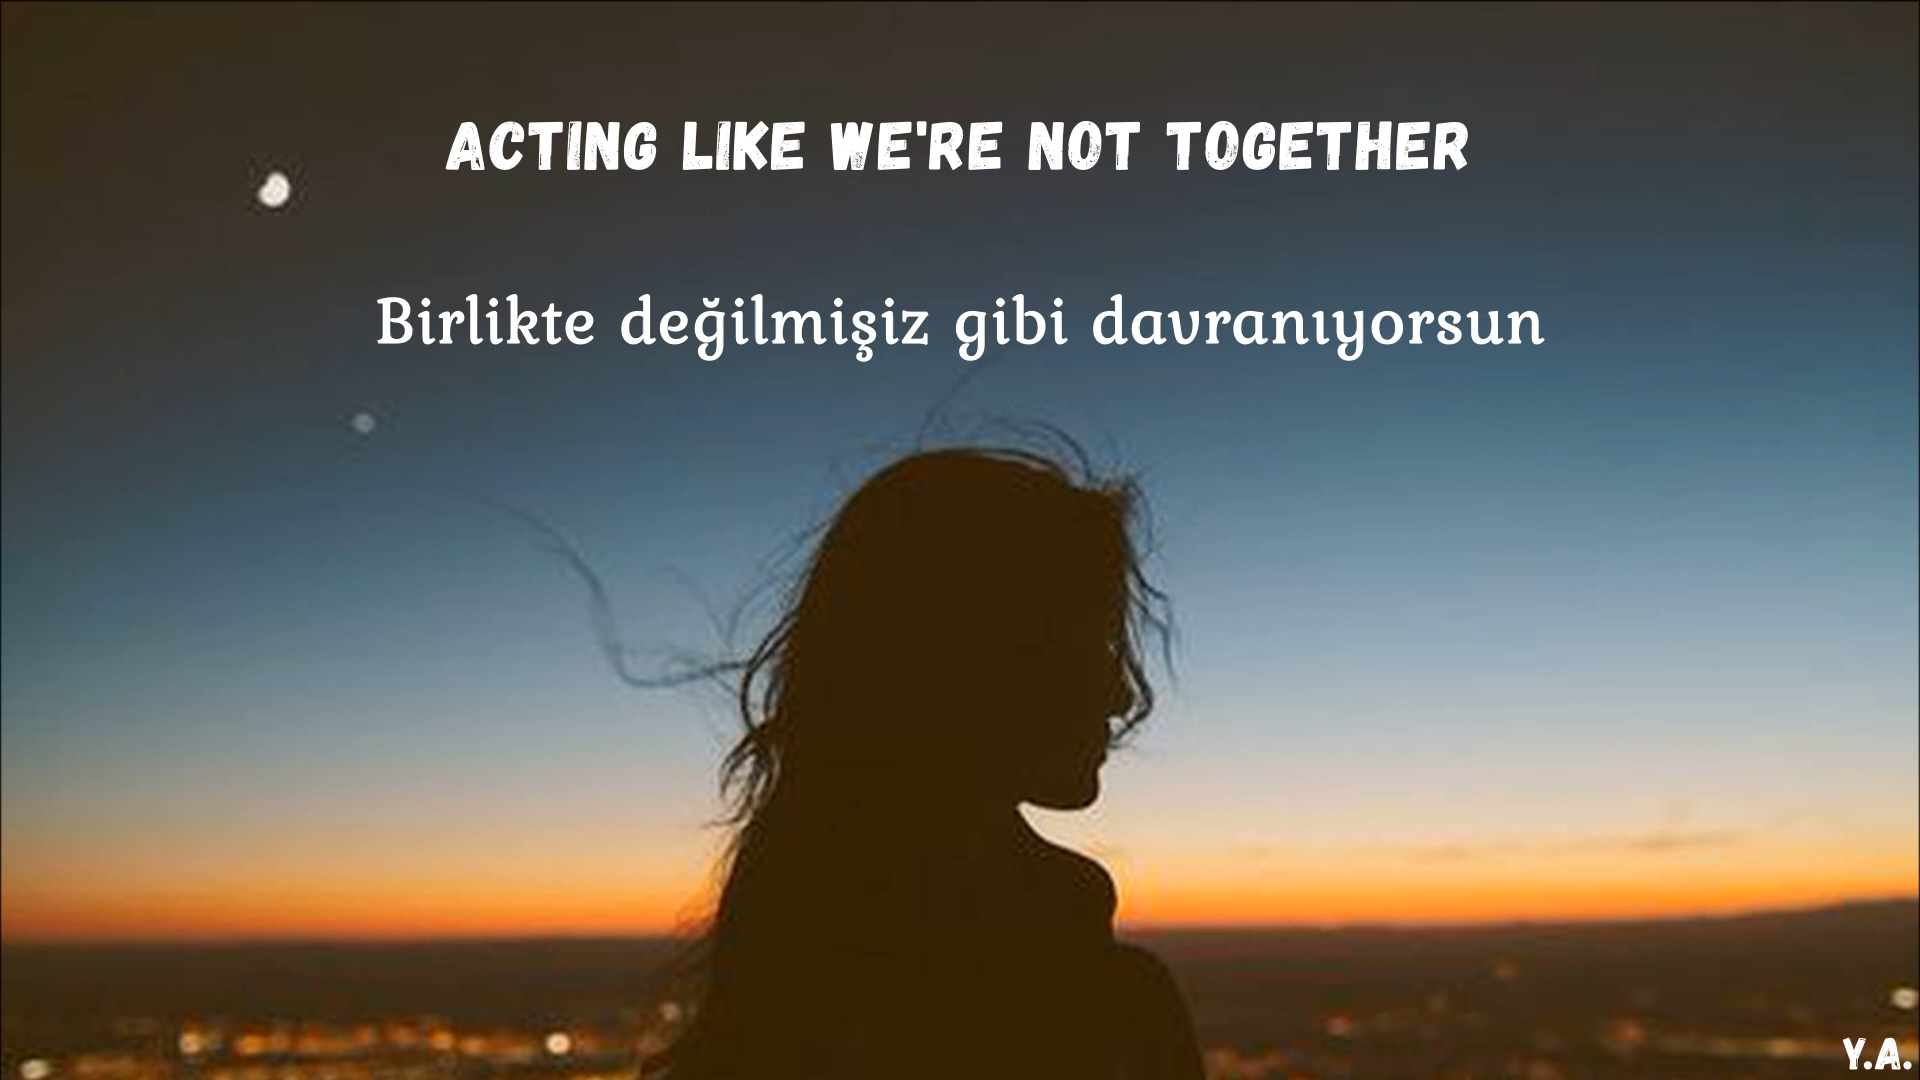 ACTING LIKE WE'RE NOT TOGETHER
Birlikte değilmişiz gibi davranıyorsun
Y.A.